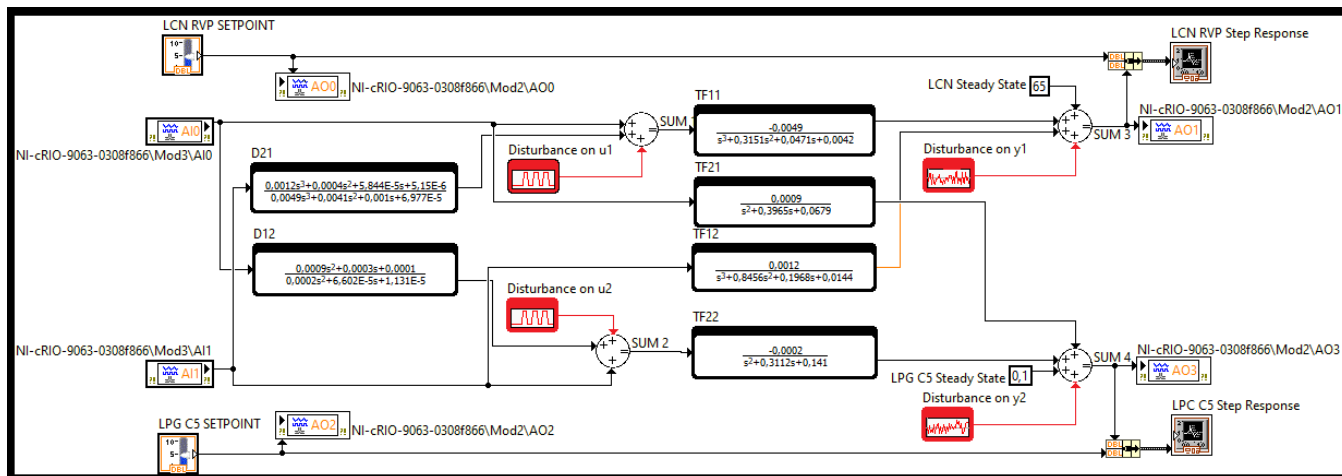 LCN RVP SETPOINT
10-
5-
DBL
AO0
NI-cRIO-9063-0308f866\Mod2\AO0
LCN RVP Step Response
DBL
DBL
AI0
NI-cRIO-9063-0308f866\Mod3\AI0
SUM 1
Disturbance on u1
TF11
-0,0049
s³+0,3151s²+0,0471s+0,0042
LCN Steady State 65
SUM 3
NI-cRIO-9063-0308f866\Mod2\AO1
AO1
Disturbance on y1
D21
0,0012s³+0,0004s²+5,844E-5s+5,15E-6
0,0049s³+0,0041s²+0,001s+6,977E-5
TF21
0,0009
s²+0,3965s+0,0679
D12
0,0009s²+0,0003s+0,0001
0,0002s²+6,602E-5s+1,131E-5
TF12
0,0012
s³+0,8456s²+0,1968s+0,0144
Disturbance on u2
SUM 2
TF22
-0,0002
s²+0,3112s+0,141
NI-cRIO-9063-0308f866\Mod3\AI1
AI1
SUM 4
NI-cRIO-9063-0308f866\Mod2\AO3
AO3
LPG C5 Steady State 0,1
Disturbance on y2
LPG C5 SETPOINT
10-
5-
DBL
AO2
NI-cRIO-9063-0308f866\Mod2\AO2
LPC C5 Step Response
DBL
DBL